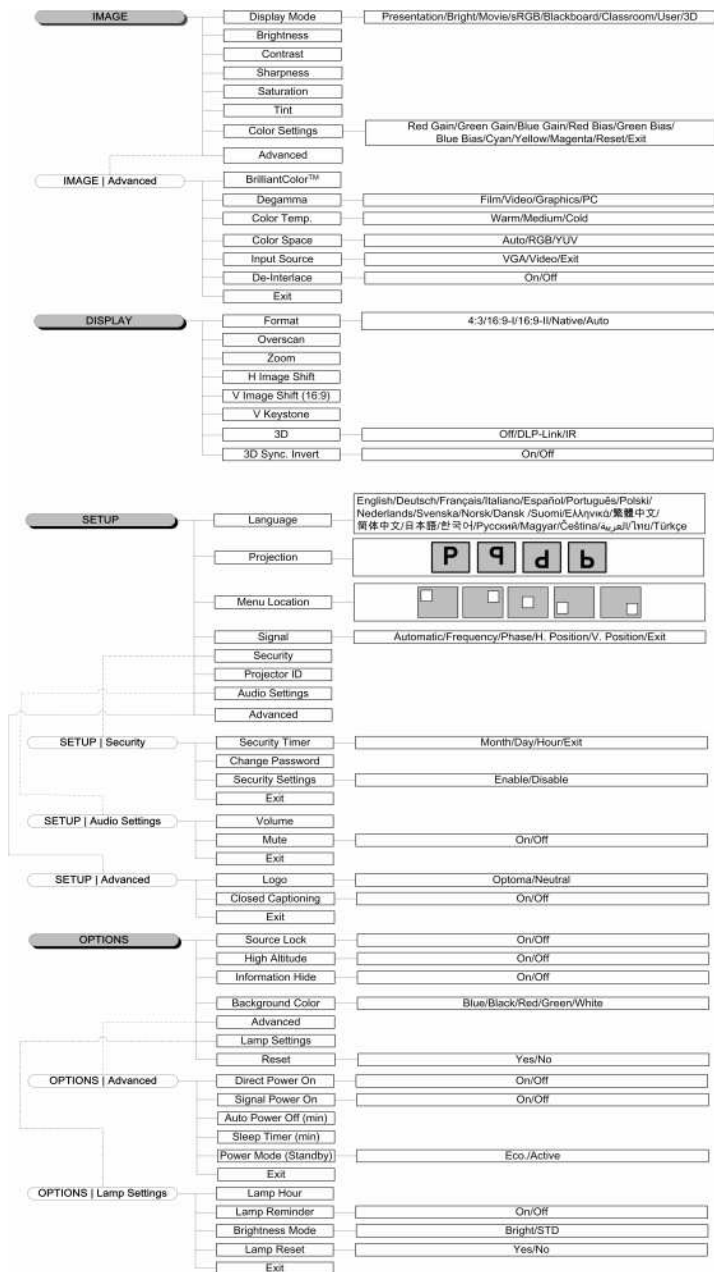 IMAGE
Display Mode
Presentation/Bright/Movie/sRGB/Blackboard/Classroom/User/3D
Brightness
Contrast
Sharpness
Saturation
Tint
Color Settings
Red Gain/Green Gain/Blue Gain/Red Bias/Green Bias/
Blue Bias/Cyan/Yellow/Magenta/Reset/Exit
Advanced
IMAGE | Advanced
BrilliantColor™
Degamma
Film/Video/Graphics/PC
Color Temp.
Warm/Medium/Cold
Color Space
Auto/RGB/YUV
Input Source
VGA/Video/Exit
De-Interlace
On/Off
Exit
DISPLAY
Format
4:3/16:9-I/16:9-II/Native/Auto
Overscan
Zoom
H Image Shift
V Image Shift (16:9)
V Keystone
3D
Off/DLP-Link/IR
3D Sync. Invert
On/Off
SETUP
Language
English/Deutsch/Français/Italiano/Español/Português/Polski/
Nederlands/Svenska/Norsk/Dansk /Suomi/Ελληνικά/繁體中文/
简体中文/日本語/한국어/Русский/Magyar/Čeština/العربية/ไทย/Türkçe
Projection
P P P P
Menu Location
Signal
Automatic/Frequency/Phase/H. Position/V. Position/Exit
Security
Projector ID
Audio Settings
Advanced
SETUP | Security
Security Timer
Month/Day/Hour/Exit
Change Password
Security Settings
Enable/Disable
Exit
SETUP | Audio Settings
Volume
Mute
On/Off
Exit
SETUP | Advanced
Logo
Optoma/Neutral
Closed Captioning
On/Off
Exit
OPTIONS
Source Lock
On/Off
High Altitude
On/Off
Information Hide
On/Off
Background Color
Blue/Black/Red/Green/White
Advanced
Lamp Settings
Reset
Yes/No
OPTIONS | Advanced
Direct Power On
On/Off
Signal Power On
On/Off
Auto Power Off (min)
Sleep Timer (min)
Power Mode (Standby)
Eco./Active
Exit
OPTIONS | Lamp Settings
Lamp Hour
Lamp Reminder
On/Off
Brightness Mode
Bright/STD
Lamp Reset
Yes/No
Exit